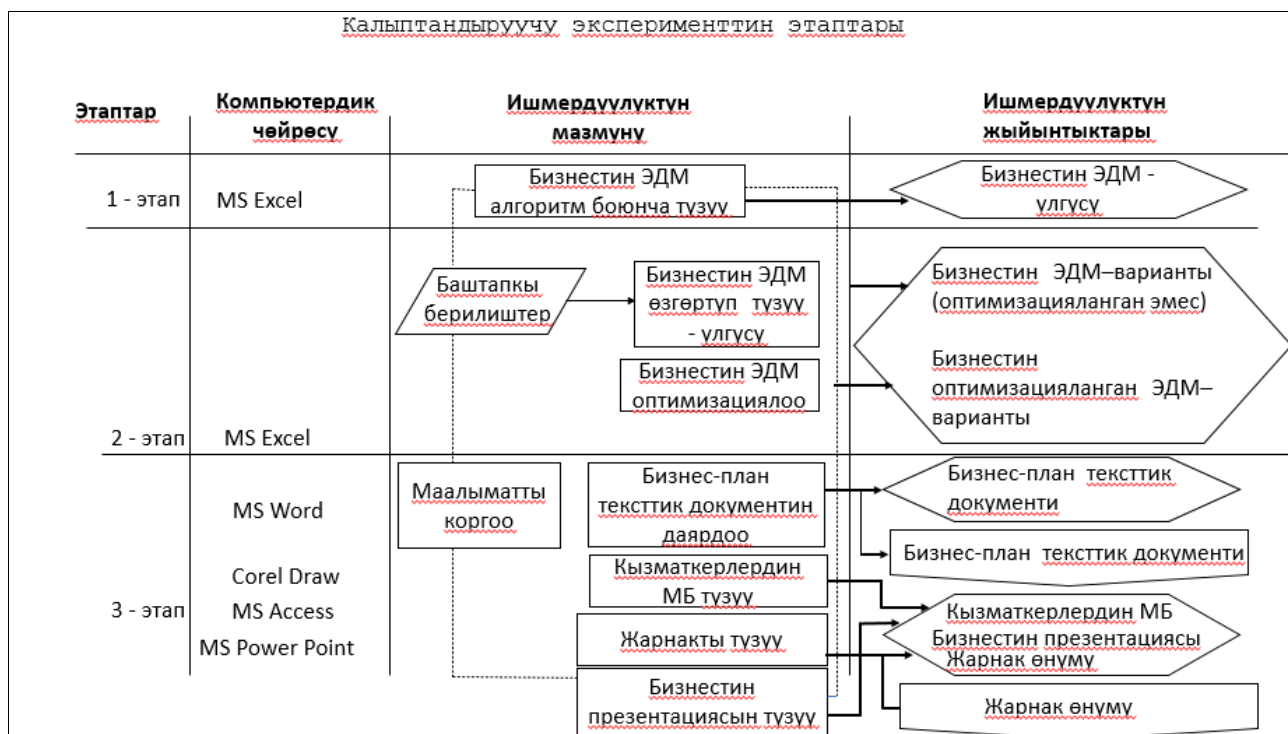 Калыптандыруучу эксперименттин этаптары
Этаптар
Компьютердик
чөйрөсү
Ишмердүүлүктүн
мазмуну
Ишмердүүлүктүн
жыйынтыктары
1 - этап
MS Excel
Бизнестин ЭДМ
алгоритм боюнча түзүү
Бизнестин ЭДМ -
үлгүсү
Баштапкы
берилиштер
Бизнестин ЭДМ
өзгөртүп түзүү
- үлгүсү
Бизнестин ЭДМ
оптимизациялоо
Бизнестин ЭДМ–варианты
(оптимизацияланган эмес)
Бизнестин
оптимизацияланган ЭДМ–
варианты
2 - этап
MS Excel
3 - этап
MS Word
Corel Draw
MS Access
MS Power Point
Маалыматты
коргоо
Бизнес-план
тексттик документин
даярдоо
Кызматкерлердин
МБ түзүү
Жарнакты түзүү
Бизнестин
презентациясын түзүү
Бизнес-план тексттик
документи
Бизнес-план тексттик документи
Кызматкерлердин МБ
Бизнестин презентациясы
Жарнак өнүмү
Жарнак өнүмү